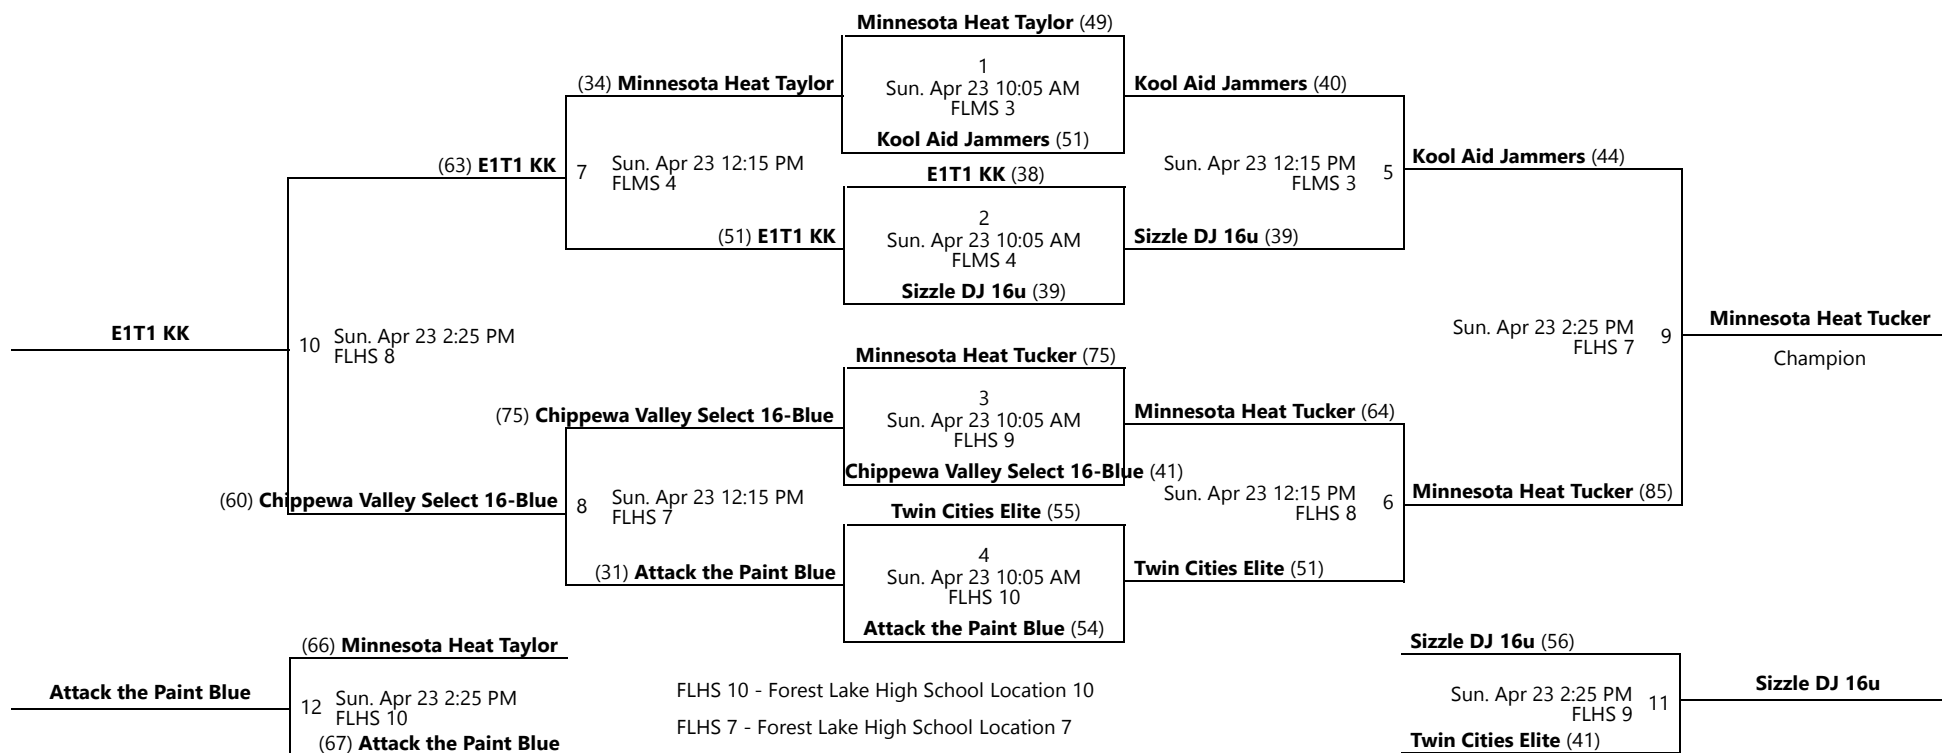 Minnesota Heat Taylor (49)
1
Sun. Apr 23 10:05 AM
FLMS 3
Kool Aid Jammers (51)
(34) Minnesota Heat Taylor
Kool Aid Jammers (40)
(63) E1T1 KK
7 Sun. Apr 23 12:15 PM
FLMS 4
E1T1 KK (38)
2
Sun. Apr 23 10:05 AM
FLMS 4
Sizzle DJ 16u (39)
Sun. Apr 23 12:15 PM 5
FLMS 3
Kool Aid Jammers (44)
(51) E1T1 KK
Sizzle DJ 16u (39)
E1T1 KK
10 Sun. Apr 23 2:25 PM
FLHS 8
Sun. Apr 23 2:25 PM 9
FLHS 7
Minnesota Heat Tucker
Champion
Minnesota Heat Tucker (75)
3
Sun. Apr 23 10:05 AM
FLHS 9
Chippewa Valley Select 16-Blue (41)
(75) Chippewa Valley Select 16-Blue
Minnesota Heat Tucker (64)
(60) Chippewa Valley Select 16-Blue
8 Sun. Apr 23 12:15 PM
FLHS 7
Twin Cities Elite (55)
4
Sun. Apr 23 10:05 AM
FLHS 10
Attack the Paint Blue (54)
Sun. Apr 23 12:15 PM 6
FLHS 8
Minnesota Heat Tucker (85)
(31) Attack the Paint Blue
Twin Cities Elite (51)
(66) Minnesota Heat Taylor
Attack the Paint Blue
12 Sun. Apr 23 2:25 PM
FLHS 10
(67) Attack the Paint Blue
FLHS 10 - Forest Lake High School Location 10
FLHS 7 - Forest Lake High School Location 7
Sizzle DJ 16u (56)
Sun. Apr 23 2:25 PM 11
FLHS 9
Twin Cities Elite (41)
Sizzle DJ 16u